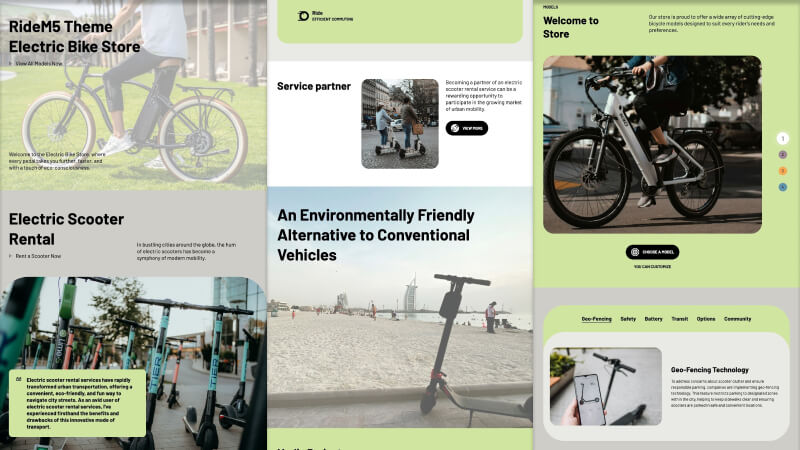 RideM5 Theme
Electric Bike Store
View All Models Now
Welcome to the Electric Bike Store, where
every pedal takes you further, faster, and
with a touch of eco-consciousness.
Electric Scooter
Rental
Rent a Scooter Now
In bustling cities around the globe, the hum
of electric scooters has become a
symphony of modern mobility.
TIER
TIER
Electric scooter rental services have rapidly
transformed urban transportation, offering a
convenient, eco-friendly, and fun way to
navigate city streets. As an avid user of
electric scooter rental services, I've
experienced firsthand the benefits and
drawbacks of this innovative mode of
transport.
Ride
EFFICIENT COMMUTING
Service partner
Becoming a partner of an electric
scooter rental service can be a
rewarding opportunity to
participate in the growing market
of urban mobility.
VIEW MORE
An Environmentally Friendly
Alternative to Conventional
Vehicles
MODELS
Welcome to
Store
Our store is proud to offer a wide array of cutting-edge
bicycle models designed to suit every rider's needs and
preferences.
1
2
3
4
CHOOSE A MODEL
YOU CAN CUSTOMIZE
Geo-Fencing Safety Battery Transit Options Community
Geo-Fencing Technology
To address concerns about scooter clutter and ensure
responsible parking, companies are implementing geo-fencing
technology. This feature restricts parking to designated zones
within the city, helping to keep sidewalks clear and ensuring
scooters are parked in safe and convenient locations.